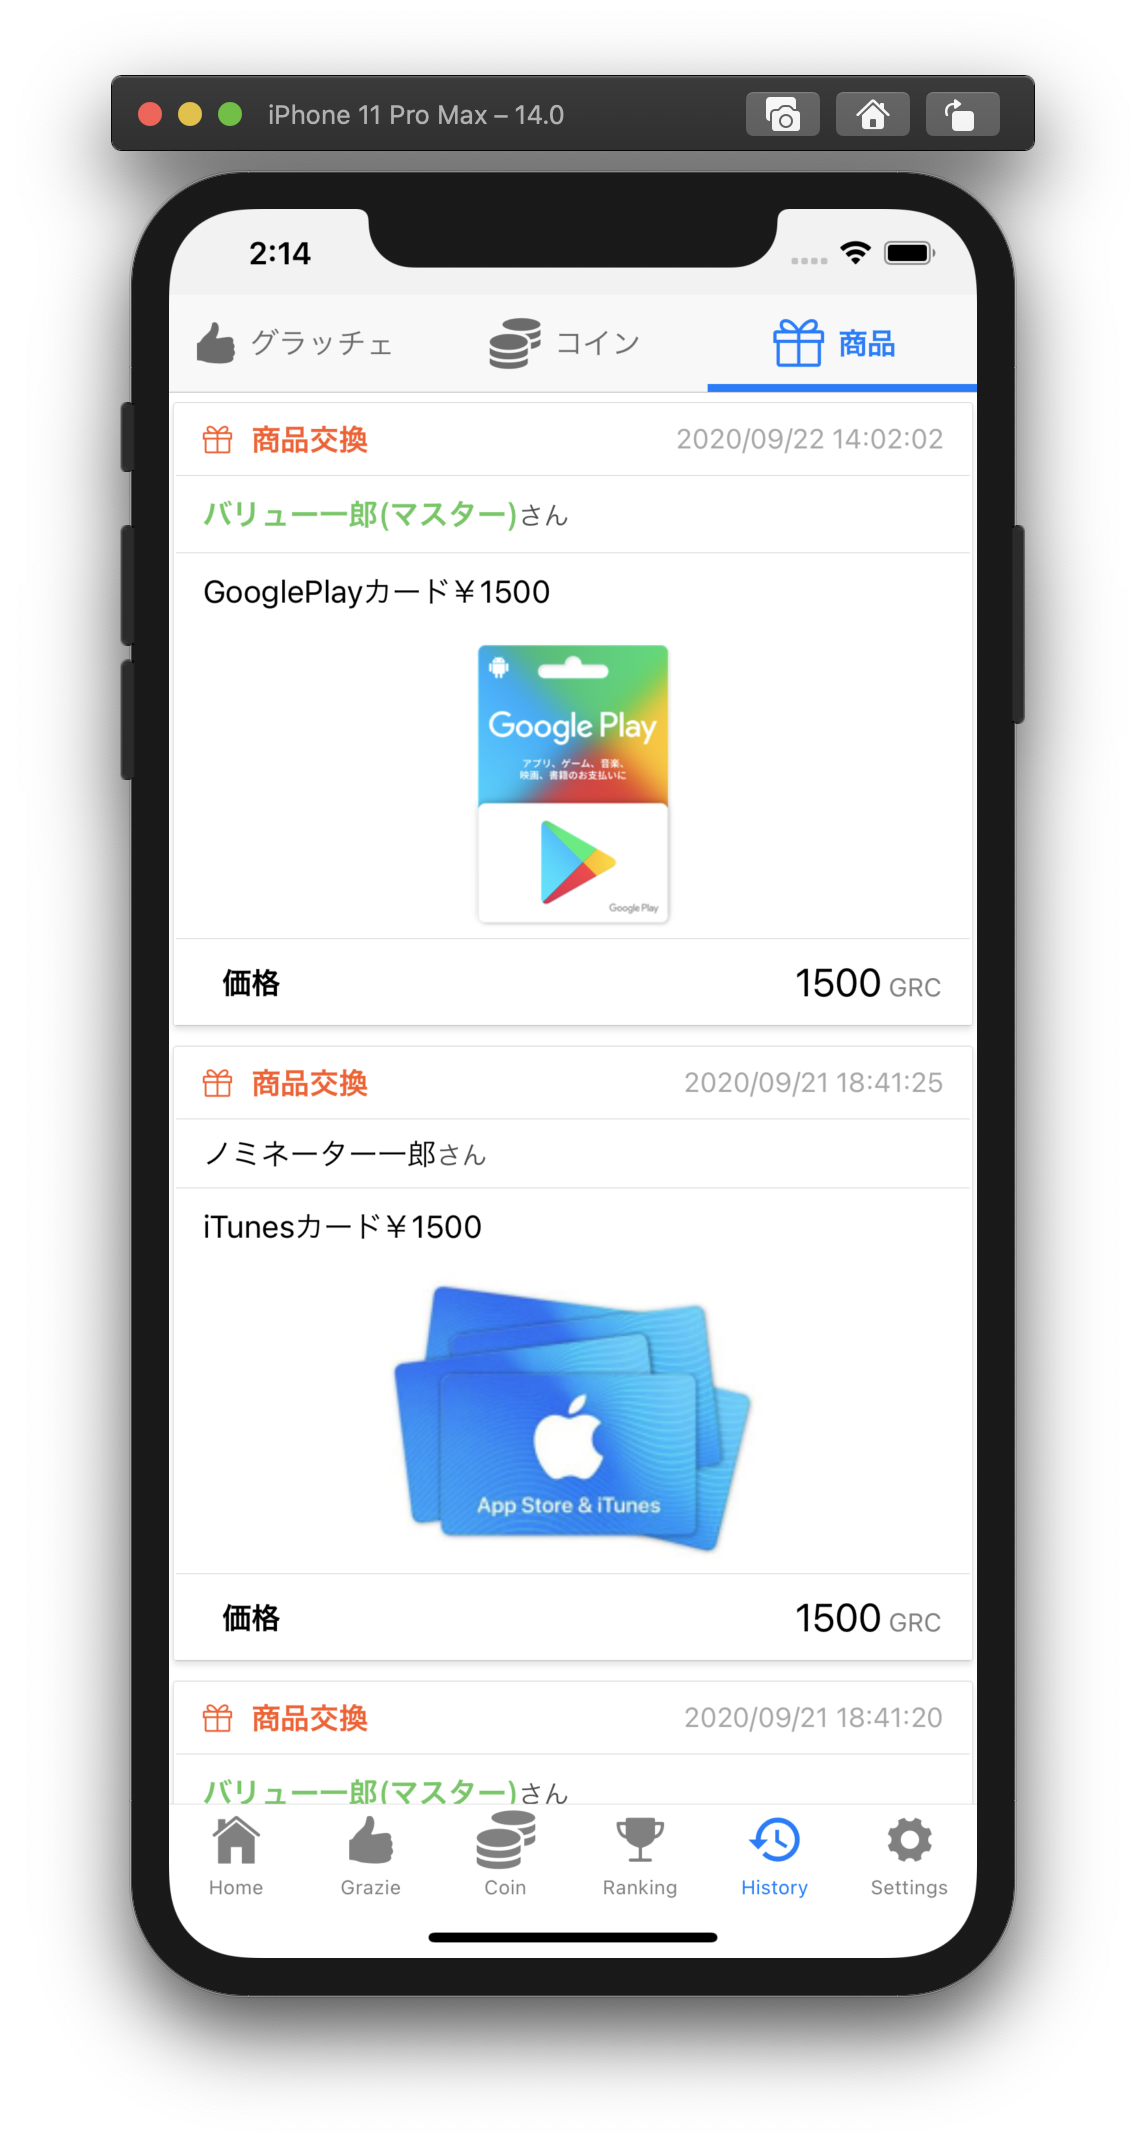 iPhone 11 Pro Max – 14.0
2:14
グラッチェ
コイン
商品
商品交換
2020/09/22 14:02:02
バリュー一郎(マスター)さん
GooglePlayカード¥1500
Google Play
アプリ、ゲーム、音楽、
映画、書籍のお支払いに
Google Play
価格
1500 GRC
商品交換
2020/09/21 18:41:25
ノミネーター一郎さん
iTunesカード¥1500
App Store & iTunes
価格
1500 GRC
商品交換
2020/09/21 18:41:20
バリュー一郎(マスター)さん
Home
Grazie
Coin
Ranking
History
Settings